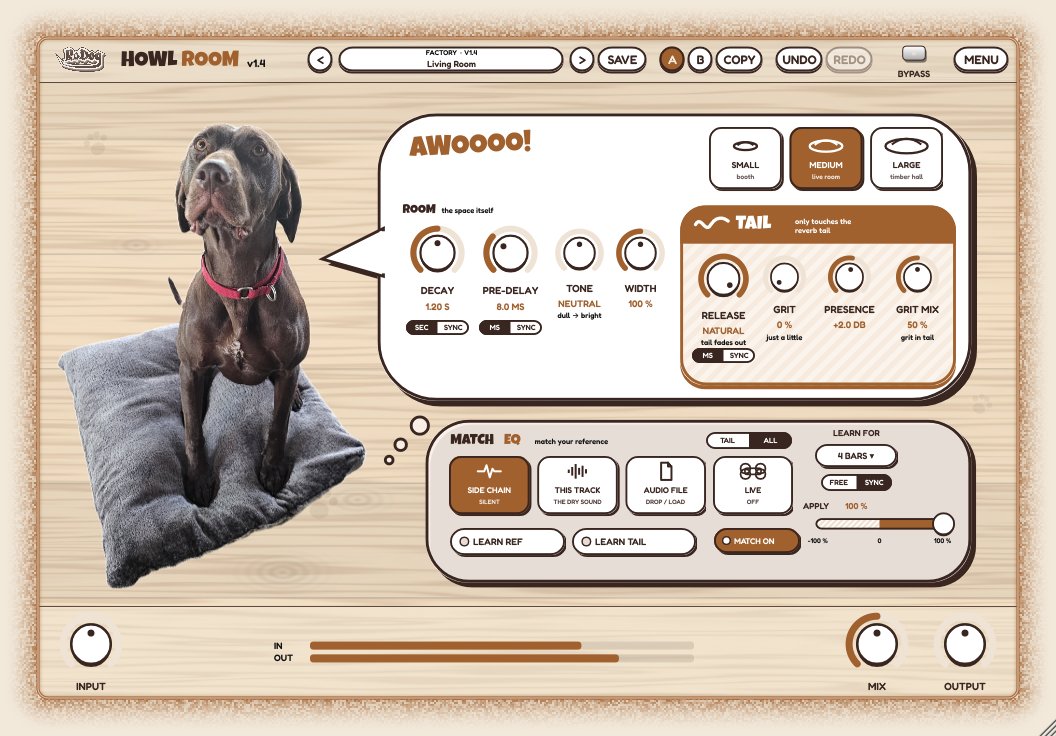 RaDog
HOWL ROOM v1.4
<
FACTORY · V1.4
Living Room
>
SAVE
A
B
COPY
UNDO
REDO
BYPASS
MENU
AWOOOO!
SMALL
booth
MEDIUM
live room
LARGE
timber hall
ROOM the space itself
DECAY
1.20 S
SEC SYNC
PRE-DELAY
8.0 MS
MS SYNC
TONE
NEUTRAL
dull → bright
WIDTH
100 %
TAIL
only touches the
reverb tail
RELEASE
NATURAL
tail fades out
MS SYNC
GRIT
0 %
just a little
PRESENCE
+2.0 DB
GRIT MIX
50 %
grit in tail
MATCH EQ match your reference
TAIL ALL
SIDE CHAIN
SILENT
THIS TRACK
THE DRY SOUND
AUDIO FILE
DROP / LOAD
LIVE
OFF
LEARN REF
LEARN TAIL
MATCH ON
LEARN FOR
4 BARS ▾
FREE SYNC
APPLY 100 %
-100 % 0 100 %
INPUT
IN
OUT
MIX
OUTPUT